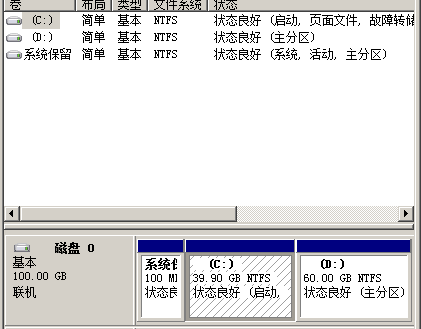 卷 布局 类型 文件系统 状态
(C:) 简单 基本 NTFS 状态良好 (启动, 页面文件, 故障转储
(D:) 简单 基本 NTFS 状态良好 (主分区)
系统保留 简单 基本 NTFS 状态良好 (系统, 活动, 主分区)
磁盘 0
基本
100.00 GB
联机
系统保
100 MB
状态良
(C:)
39.90 GB NTFS
状态良好 (启动,
(D:)
60.00 GB NTFS
状态良好 (主分区)